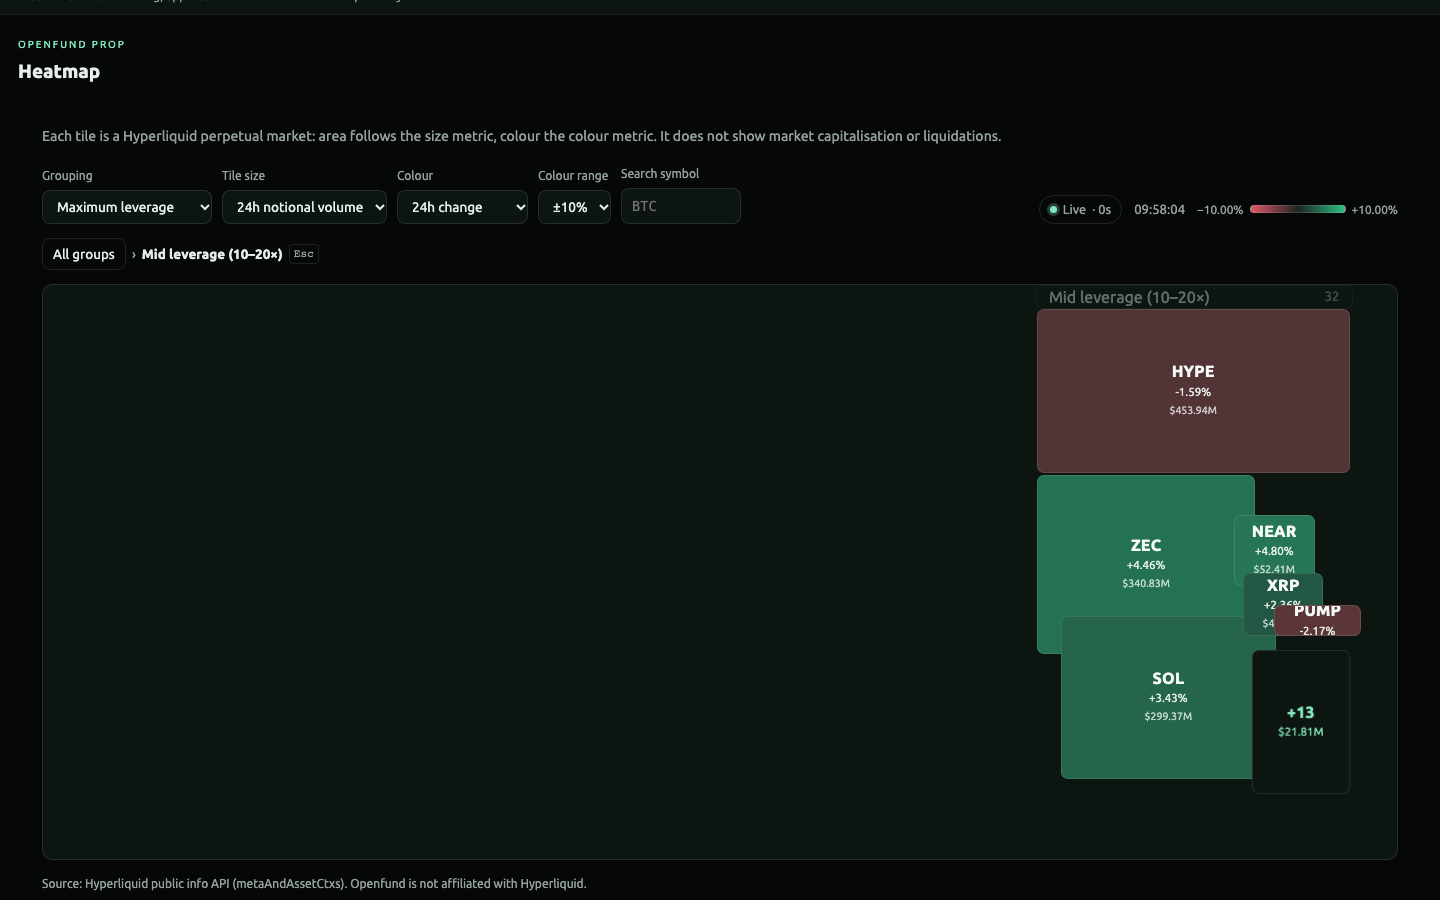 OPENFUND PROP
Heatmap
Each tile is a Hyperliquid perpetual market: area follows the size metric, colour the colour metric. It does not show market capitalisation or liquidations.
Grouping
Tile size
Colour
Colour range
Search symbol
Maximum leverage
24h notional volume
24h change
±10%
BTC
Live · 0s
09:58:04
−10.00%
+10.00%
All groups › Mid leverage (10–20×) Esc
Mid leverage (10–20×)
32
HYPE
-1.59%
$453.94M
ZEC
+4.46%
$340.83M
NEAR
+4.80%
$52.41M
XRP
PUMP
-2.17%
SOL
+3.43%
$299.37M
+13
$21.81M
Source: Hyperliquid public info API (metaAndAssetCtxs). Openfund is not affiliated with Hyperliquid.